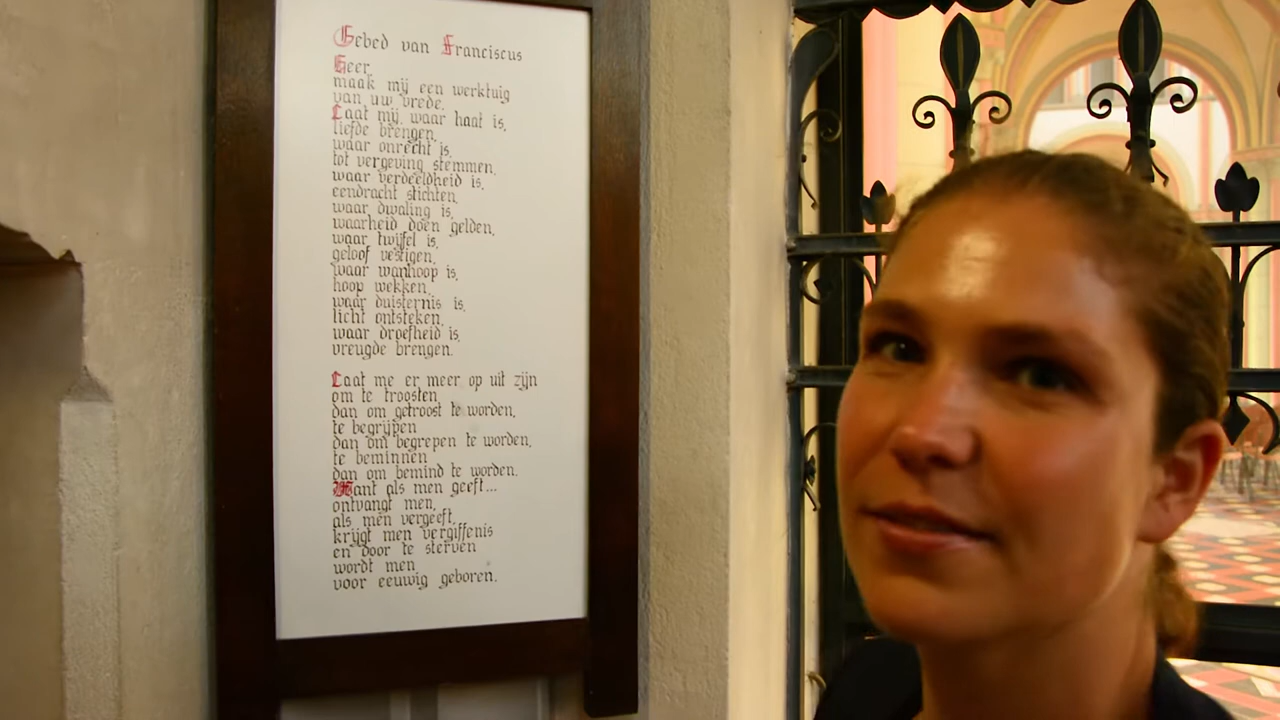 Gebed van Franciscus
Heer,
maak mij een werktuig
van uw vrede.
Laat mij, waar haat is,
liefde brengen,
waar onrecht is,
tot vergeving stemmen,
waar verdeeldheid is,
eendracht stichten,
waar dwaling is,
waarheid doen gelden,
waar twijfel is,
geloof vestigen,
waar wanhoop is,
hoop wekken,
waar duisternis is,
licht ontsteken,
waar droefheid is,
vreugde brengen.
Laat me er meer op uit zijn
om te troosten
dan om getroost te worden,
te begrijpen
dan om begrepen te worden,
te beminnen
dan om bemind te worden.
Want als men geeft...
ontvangt men,
als men vergeeft,
krijgt men vergiffenis
en door te sterven
wordt men
voor eeuwig geboren.